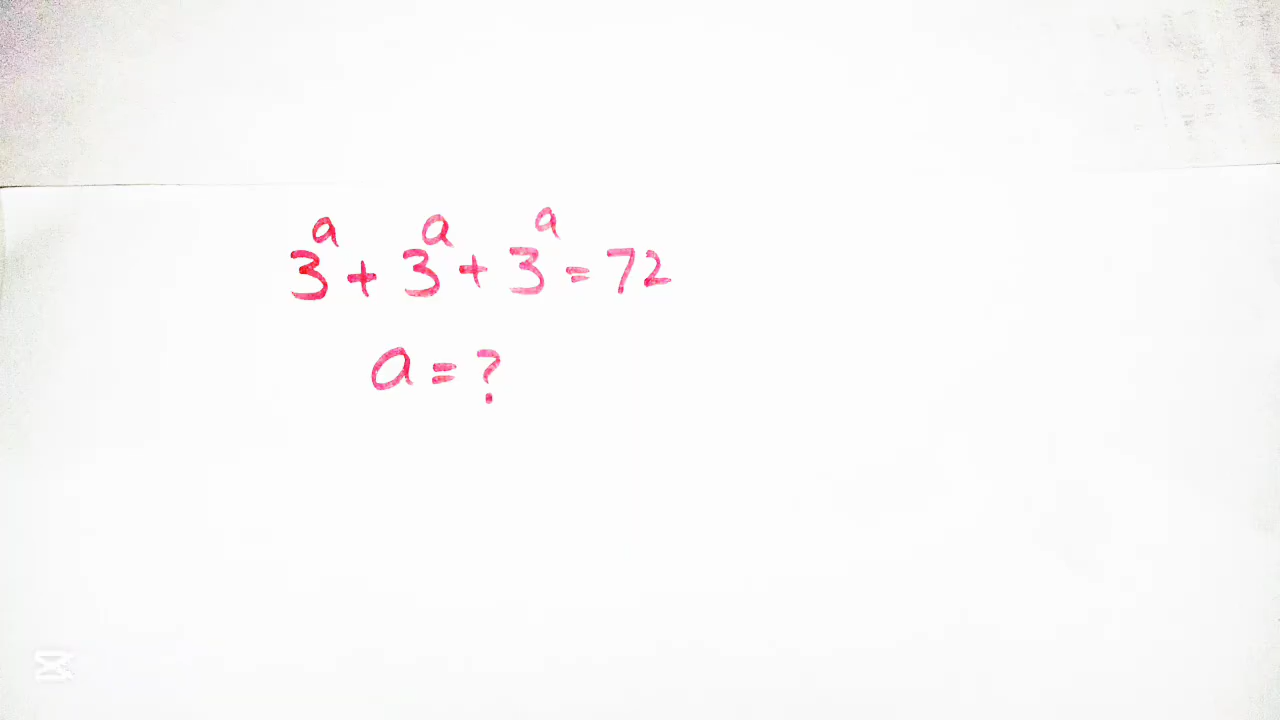 3^a + 3^a + 3^a = 72
a = ?